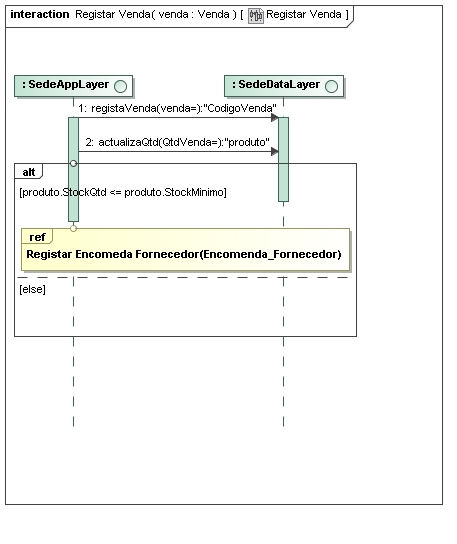 interaction Registar Venda( venda : Venda ) [ Registar Venda ]
: SedeAppLayer
: SedeDataLayer
1: registaVenda(venda=):"CodigoVenda"
2: actualizaQtd(QtdVenda=):"produto"
alt
[produto.StockQtd <= produto.StockMinimo]
ref
Registar Encomeda Fornecedor(Encomenda_Fornecedor)
[else]